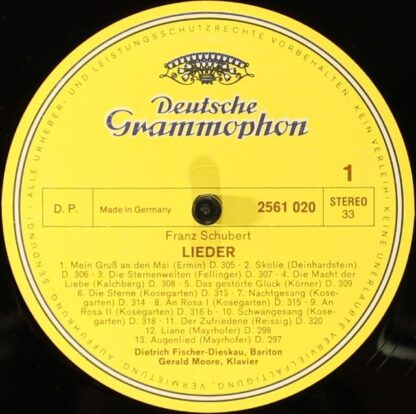 ALLE URHEBER- UND LEISTUNGSSCHUTZRECHTE VORBEHALTEN · KEIN VERLEIH! KEINE UNERLAUBTE VERVIELFÄLTIGUNG, VERMIETUNG, AUFFÜHRUNG, SENDUNG!
Deutsche
Grammophon
1
D. P.
Made in Germany
2561 020
STEREO
33
Franz Schubert
LIEDER
1. Mein Gruß an den Mai (Ermin) D. 305 · 2. Skolie (Deinhardstein)
D. 306 · 3. Die Sternenwelten (Fellinger) D. 307 · 4. Die Macht der
Liebe (Kalchberg) D. 308 · 5. Das gestörte Glück (Körner) D. 309
6. Die Sterne (Kosegarten) D. 313 · 7. Nachtgesang (Kose-
garten) D. 314 · 8. An Rosa I (Kosegarten) D. 315 · 9. An
Rosa II (Kosegarten) D. 316 b · 10. Schwanengesang (Kose-
garten) D. 318 · 11. Der Zufriedene (Reissig) D. 320
12. Liane (Mayrhofer) D. 298
13. Augenlied (Mayrhofer) D. 297
Dietrich Fischer-Dieskau, Bariton
Gerald Moore, Klavier